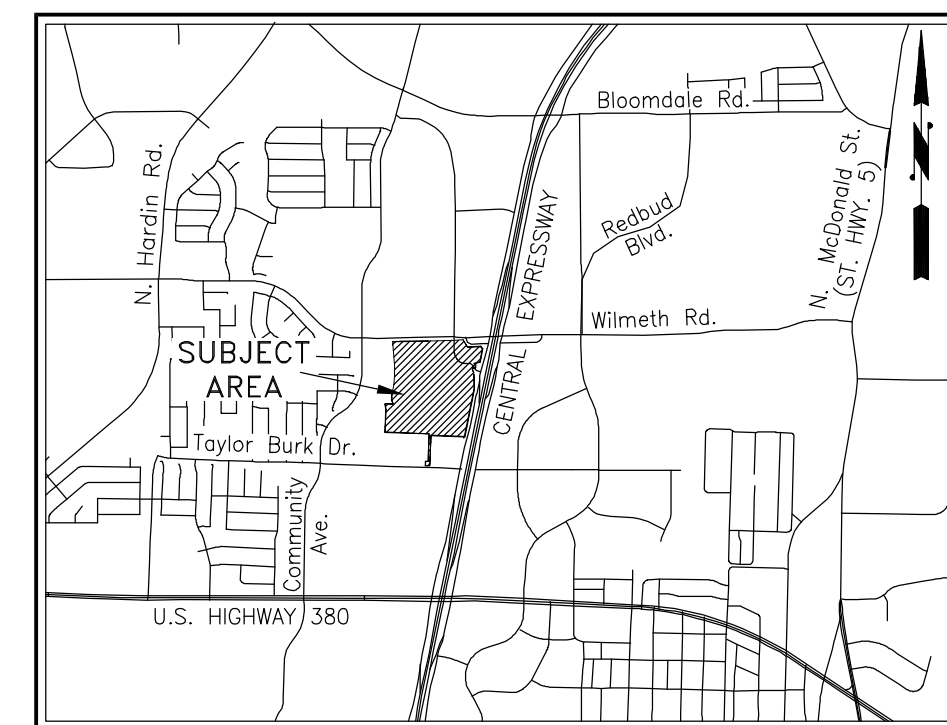 Bloomdale Rd.
N
N. Hardin Rd.
N. McDonald St.
(ST. HWY. 5)
Redbud
Blvd.
CENTRAL EXPRESSWAY
Wilmeth Rd.
SUBJECT
AREA
Taylor Burk Dr.
Community
Ave.
U.S. HIGHWAY 380